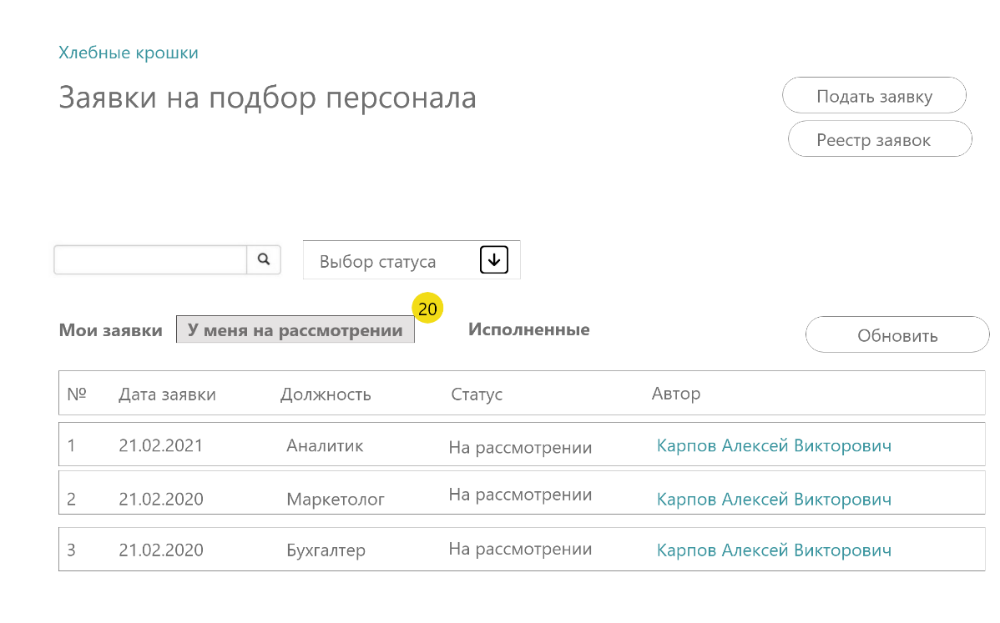 Хлебные крошки
Заявки на подбор персонала
Подать заявку
Реестр заявок
Выбор статуса
20
Мои заявки У меня на рассмотрении Исполненные
Обновить
№ Дата заявки Должность Статус Автор
1 21.02.2021 Аналитик На рассмотрении Карпов Алексей Викторович
2 21.02.2020 Маркетолог На рассмотрении Карпов Алексей Викторович
3 21.02.2020 Бухгалтер На рассмотрении Карпов Алексей Викторович